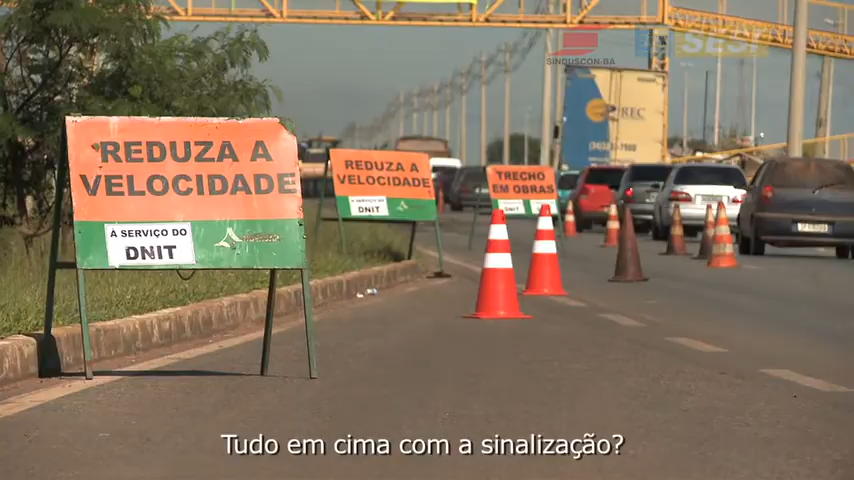 SINDUSCON-BA
SESI
REC
REDUZA A
VELOCIDADE
À SERVIÇO DO
DNIT
REDUZA A
VELOCIDADE
DNIT
TRECHO
EM OBRAS
Tudo em cima com a sinalização?